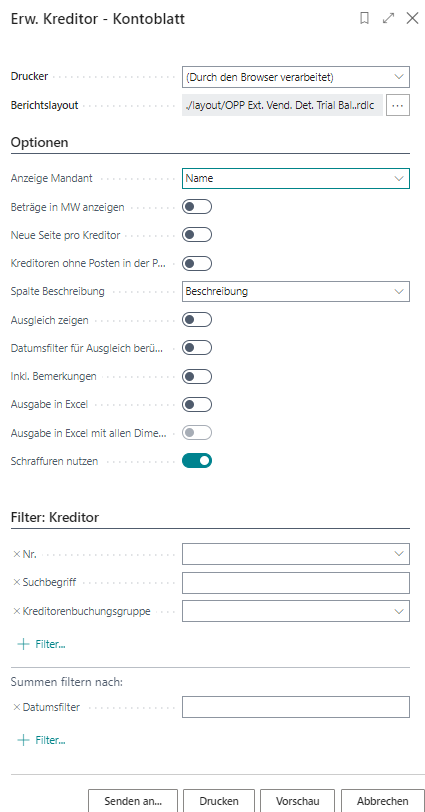 Erw. Kreditor - Kontoblatt
Drucker (Durch den Browser verarbeitet)
Berichtslayout ./layout/OPP Ext. Vend. Det. Trial Bal..rdlc ...
Optionen
Anzeige Mandant Name
Beträge in MW anzeigen
Neue Seite pro Kreditor
Kreditoren ohne Posten in der P...
Spalte Beschreibung Beschreibung
Ausgleich zeigen
Datumsfilter für Ausgleich berü...
Inkl. Bemerkungen
Ausgabe in Excel
Ausgabe in Excel mit allen Dime...
Schraffuren nutzen
Filter: Kreditor
×Nr.
×Suchbegriff
×Kreditorenbuchungsgruppe
+ Filter...
Summen filtern nach:
×Datumsfilter
+ Filter...
Senden an... Drucken Vorschau Abbrechen